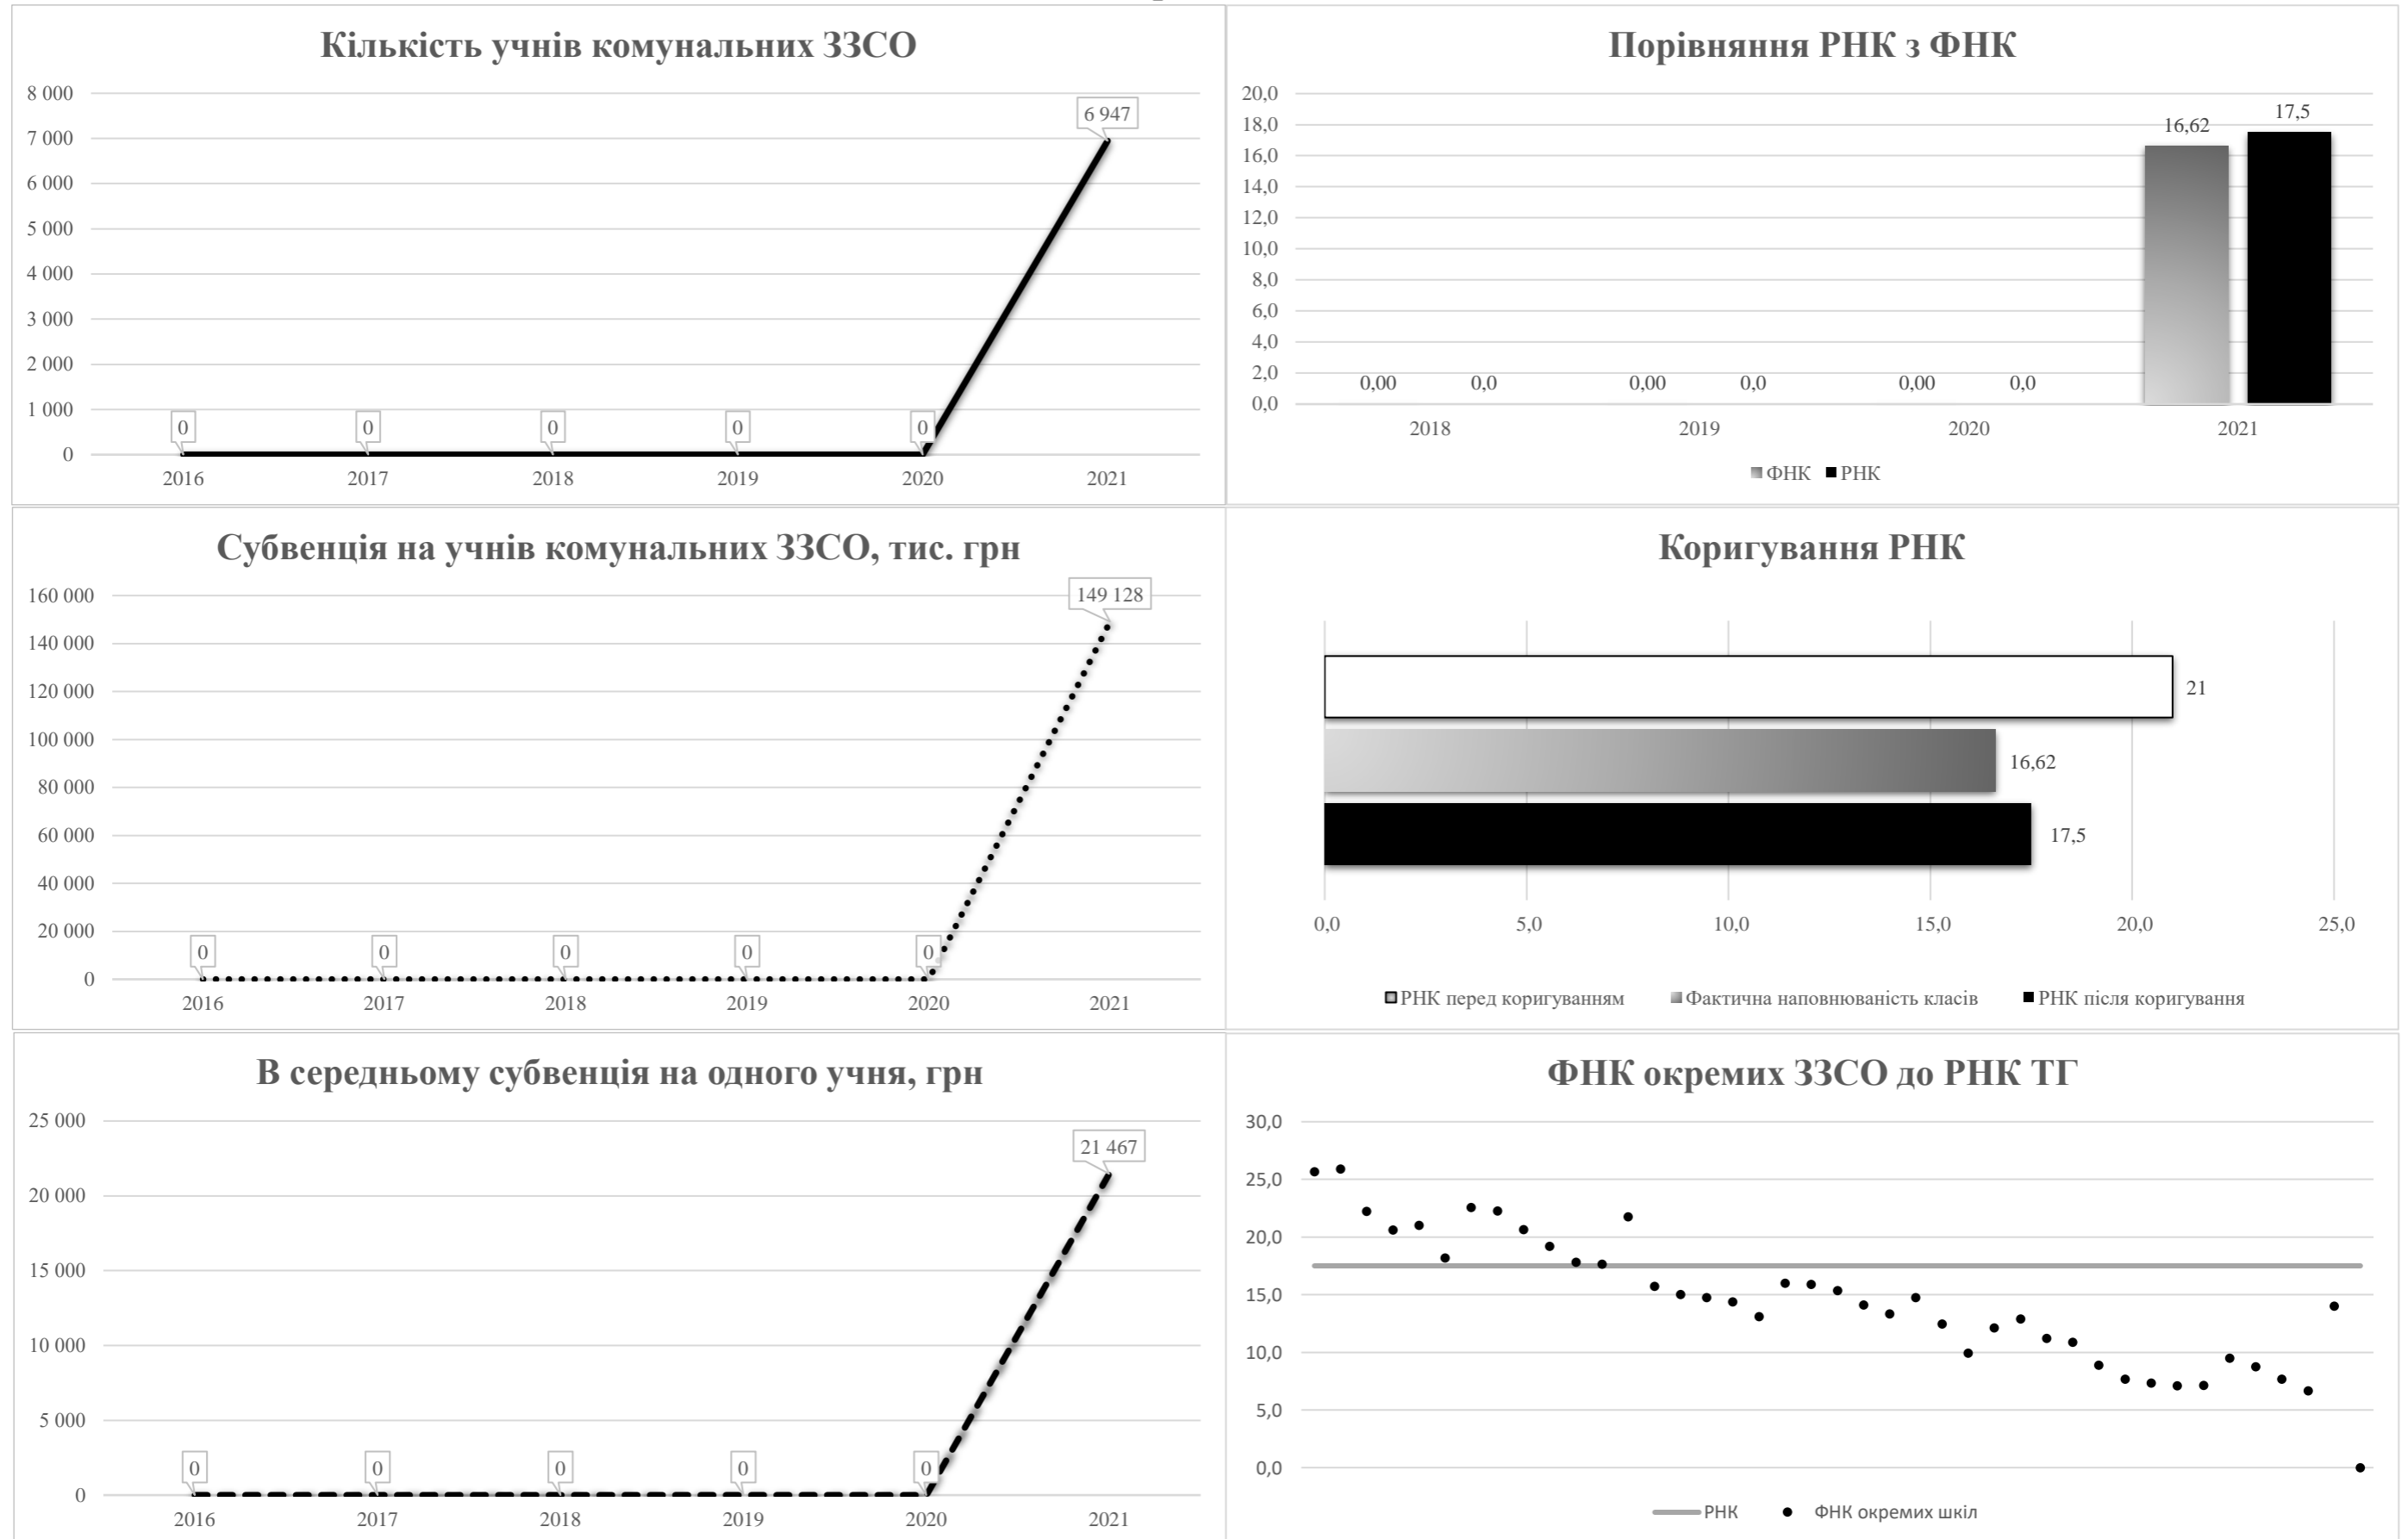 Кількість учнів комунальних ЗЗСО
8 000
7 000
6 000
5 000
4 000
3 000
2 000
1 000
0
6 947
0 0 0 0 0
2016 2017 2018 2019 2020 2021
Порівняння РНК з ФНК
20,0
18,0
16,0
14,0
12,0
10,0
8,0
6,0
4,0
2,0
0,0
16,62 17,5
0,00 0,0 0,00 0,0 0,00 0,0
2018 2019 2020 2021
ФНК РНК
Субвенція на учнів комунальних ЗЗСО, тис. грн
160 000
140 000
120 000
100 000
80 000
60 000
40 000
20 000
0
149 128
0 0 0 0 0
2016 2017 2018 2019 2020 2021
Коригування РНК
21
16,62
17,5
0,0 5,0 10,0 15,0 20,0 25,0
РНК перед коригуванням Фактична наповнюваність класів РНК після коригування
В середньому субвенція на одного учня, грн
25 000
20 000
15 000
10 000
5 000
0
21 467
0 0 0 0 0
2016 2017 2018 2019 2020 2021
ФНК окремих ЗЗСО до РНК ТГ
30,0
25,0
20,0
15,0
10,0
5,0
0,0
РНК ФНК окремих шкіл